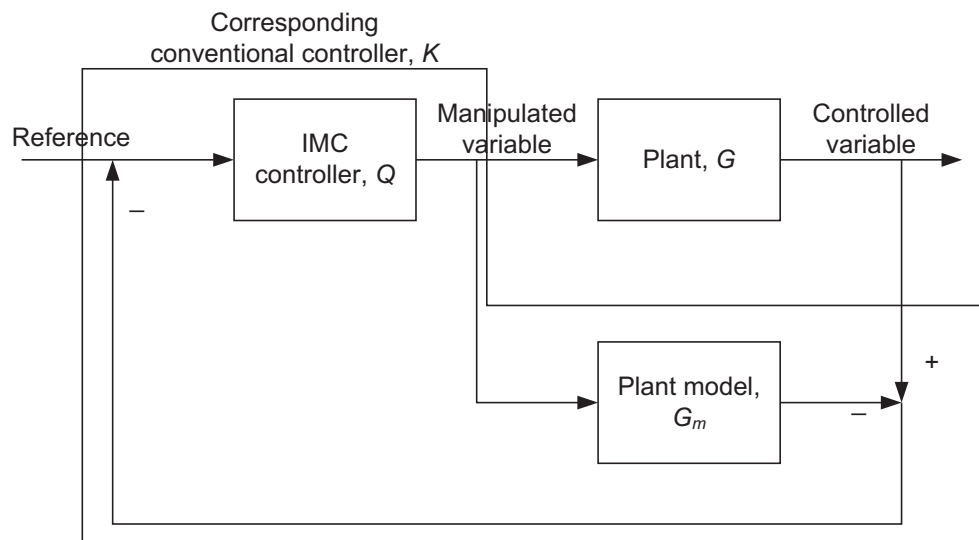 Corresponding
conventional controller, K
Reference
IMC
controller, Q
Manipulated
variable
Plant, G
Controlled
variable
–
+
Plant model,
Gm
–